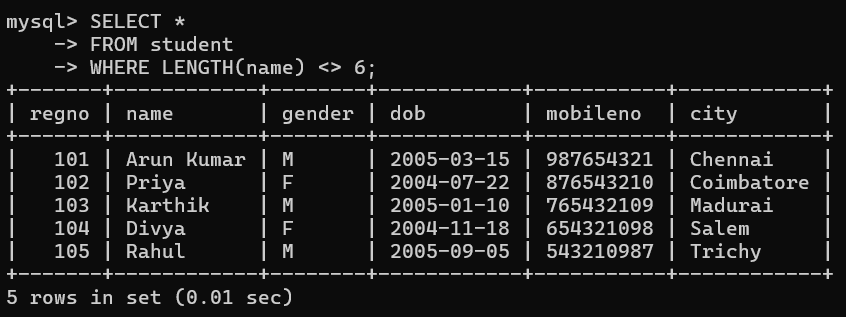 mysql> SELECT *
    -> FROM student
    -> WHERE LENGTH(name) <> 6;
+-------+------------+--------+------------+-----------+------------+
| regno | name       | gender | dob        | mobileno  | city       |
+-------+------------+--------+------------+-----------+------------+
|   101 | Arun Kumar | M      | 2005-03-15 | 987654321 | Chennai    |
|   102 | Priya      | F      | 2004-07-22 | 876543210 | Coimbatore |
|   103 | Karthik    | M      | 2005-01-10 | 765432109 | Madurai    |
|   104 | Divya      | F      | 2004-11-18 | 654321098 | Salem      |
|   105 | Rahul      | M      | 2005-09-05 | 543210987 | Trichy     |
+-------+------------+--------+------------+-----------+------------+
5 rows in set (0.01 sec)